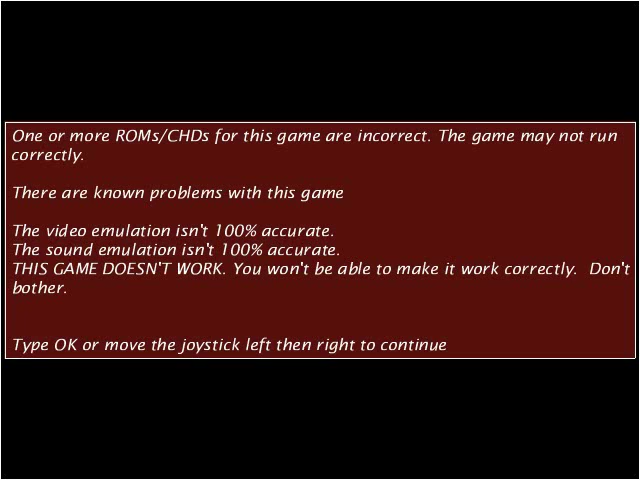 One or more ROMs/CHDs for this game are incorrect. The game may not run
correctly.
There are known problems with this game
The video emulation isn't 100% accurate.
The sound emulation isn't 100% accurate.
THIS GAME DOESN'T WORK. You won't be able to make it work correctly.  Don't
bother.
Type OK or move the joystick left then right to continue